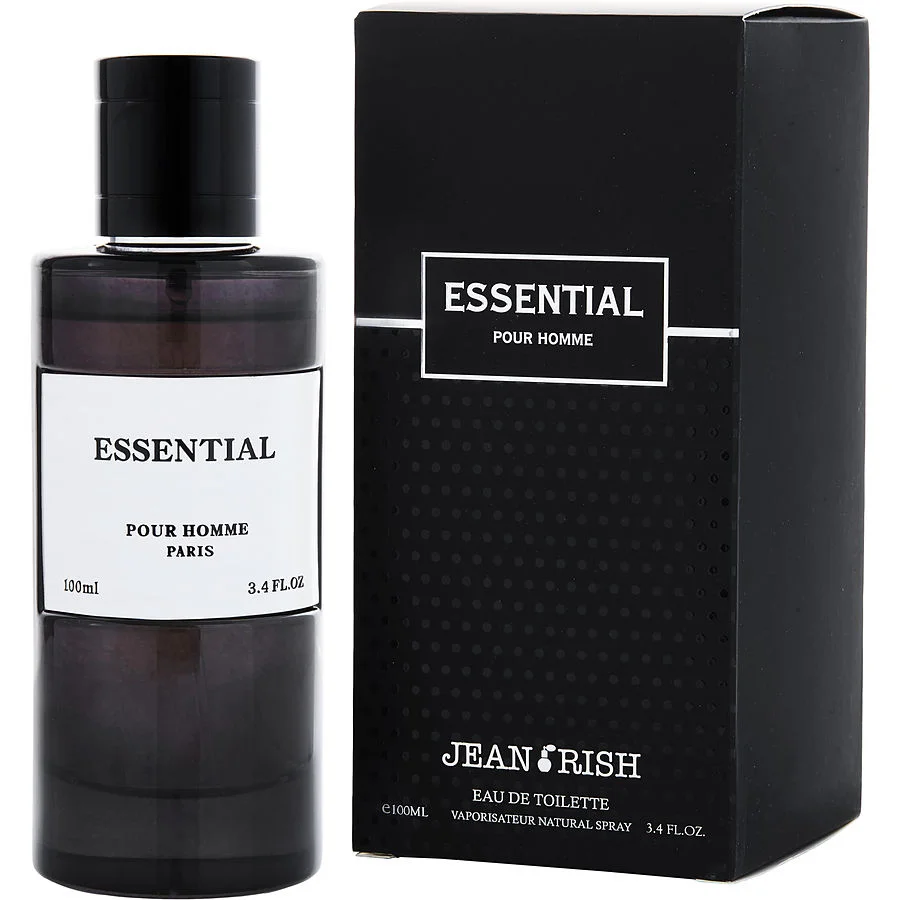 ESSENTIAL
POUR HOMME
PARIS
100ml 3.4 FL.OZ
ESSENTIAL
POUR HOMME
JEAN RISH
EAU DE TOILETTE
℮100ML VAPORISATEUR NATURAL SPRAY 3.4 FL.OZ.